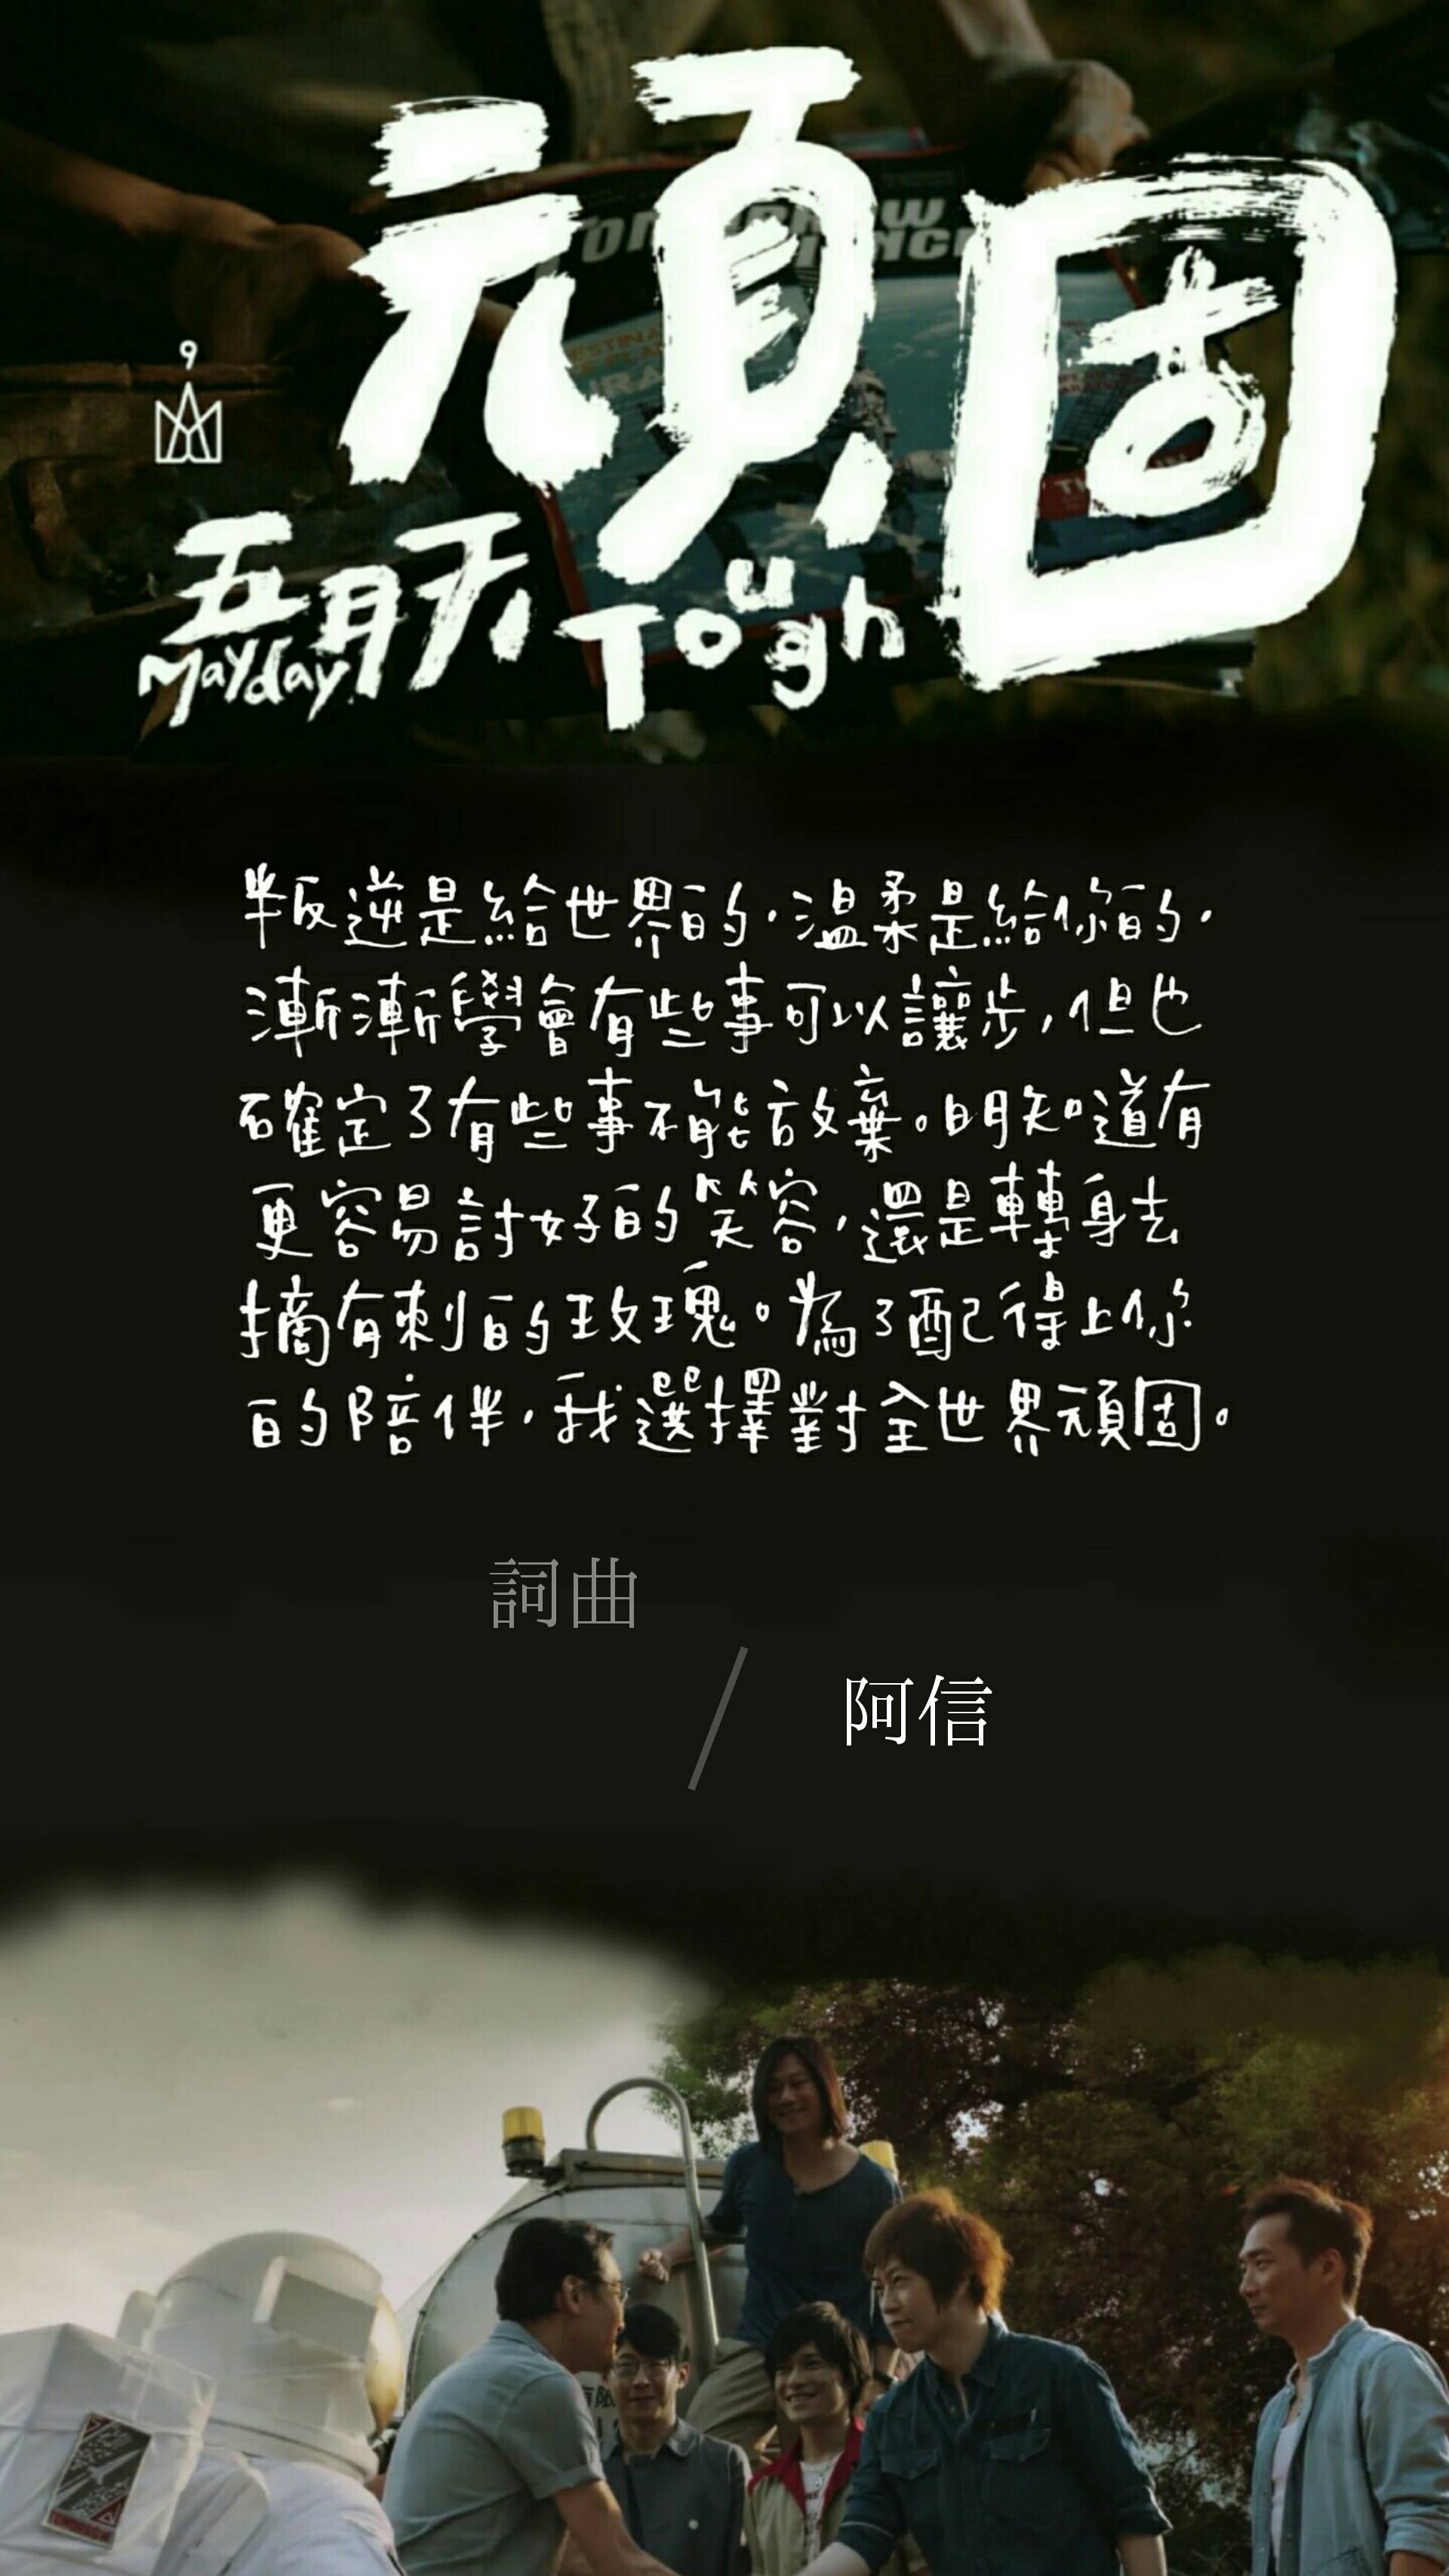 頑固
9
五月天
Mayday
Tough
叛逆是給世界的,溫柔是給你的,
漸漸學會有些事可以讓步,但也
確定了有些事不能放棄。明知道有
更容易討好的笑容,還是轉身去
摘有刺的玫瑰。為了配得上你
的陪伴,我選擇對全世界頑固。
詞曲
/
阿信